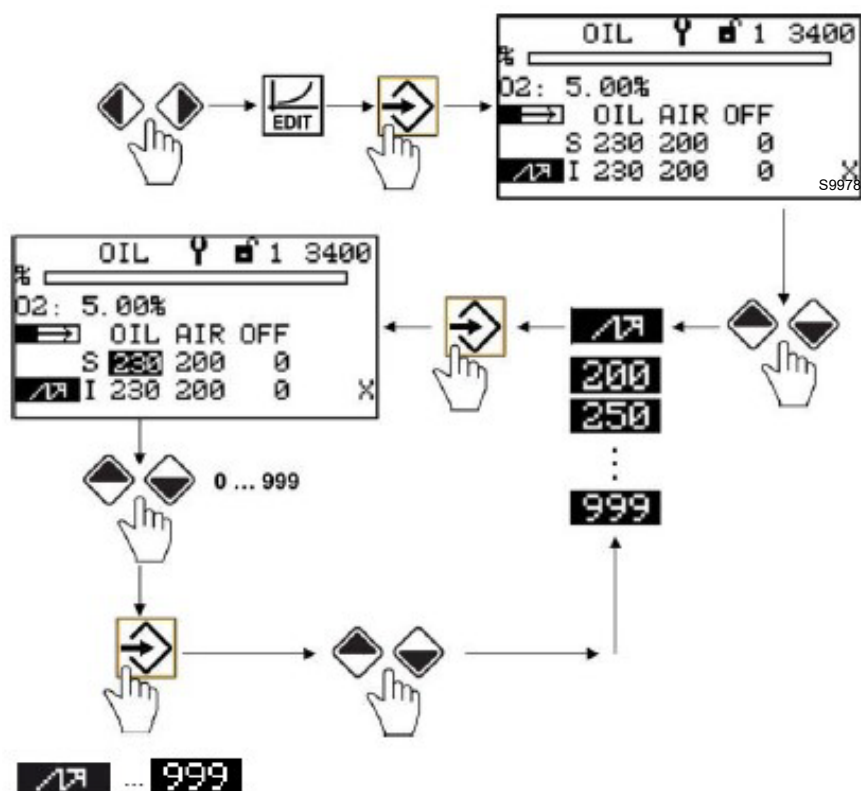 OIL 1 3400
%
O2: 5.00%
OIL AIR OFF
S 230 200 0
I 230 200 0 X
S9978
EDIT
OIL 1 3400
%
O2: 5.00%
OIL AIR OFF
S 230 200 0
I 230 200 0 X
200
250
⋮
999
0 ... 999
... 999